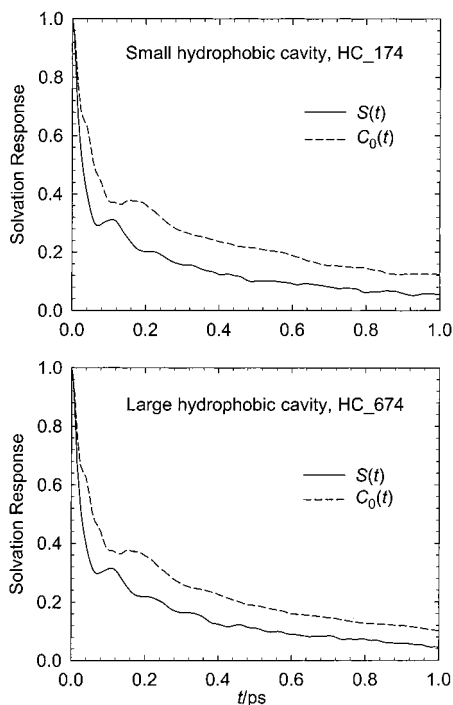 Small hydrophobic cavity, HC_174
S(t)
C0(t)
Solvation Response
1.0
0.8
0.6
0.4
0.2
0.0
0.0 0.2 0.4 0.6 0.8 1.0
Large hydrophobic cavity, HC_674
S(t)
C0(t)
Solvation Response
1.0
0.8
0.6
0.4
0.2
0.0
0.0 0.2 0.4 0.6 0.8 1.0
t/ps